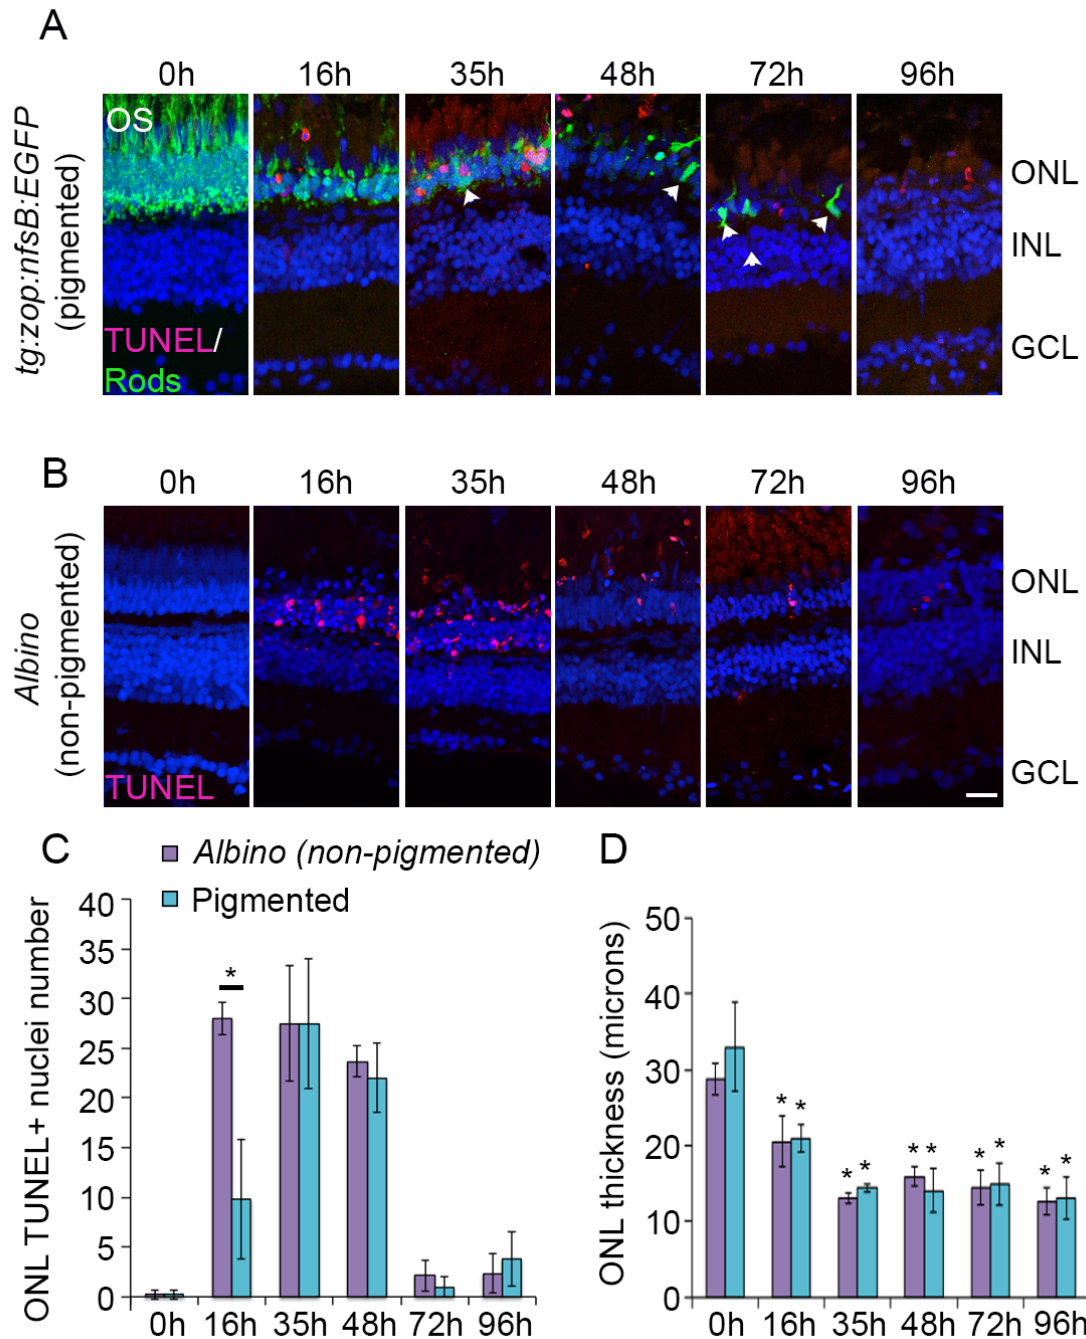 A
0h 16h 35h 48h 72h 96h
tg:zop:nfsB:EGFP
(pigmented)
OS
TUNEL/
Rods
ONL
INL
GCL
B
0h 16h 35h 48h 72h 96h
Albino
(non-pigmented)
TUNEL
ONL
INL
GCL
C
Albino (non-pigmented)
Pigmented
ONL TUNEL+ nuclei number
40
35
30
25
20
15
10
5
0
*
0h 16h 35h 48h 72h 96h
D
ONL thickness (microns)
50
40
30
20
10
0
* * * * * * * * * *
0h 16h 35h 48h 72h 96h